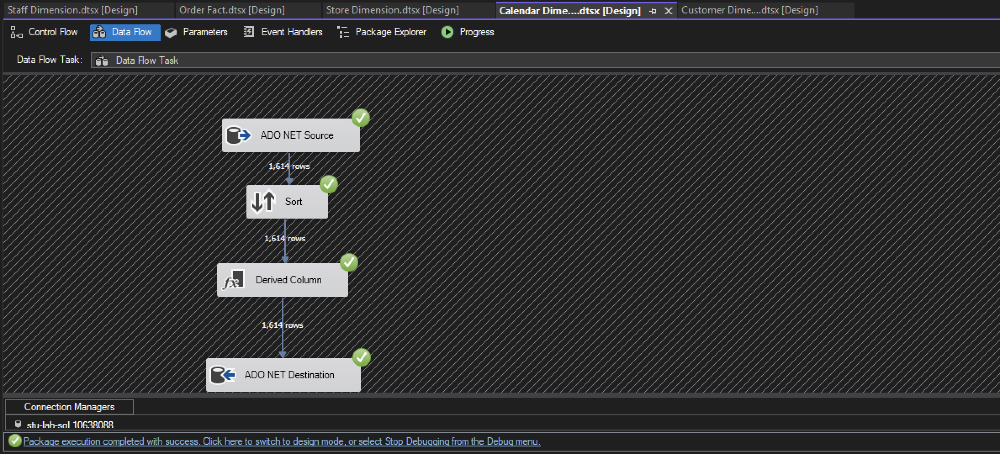 Staff Dimension.dtsx [Design] Order Fact.dtsx [Design] Store Dimension.dtsx [Design] Calendar Dime....dtsx [Design] Customer Dime....dtsx [Design]
Control Flow Data Flow Parameters Event Handlers Package Explorer Progress
Data Flow Task: Data Flow Task
ADO NET Source
1,614 rows
Sort
1,614 rows
fx Derived Column
1,614 rows
ADO NET Destination
Connection Managers
stu-lab-sql 10638088
Package execution completed with success. Click here to switch to design mode, or select Stop Debugging from the Debug menu.